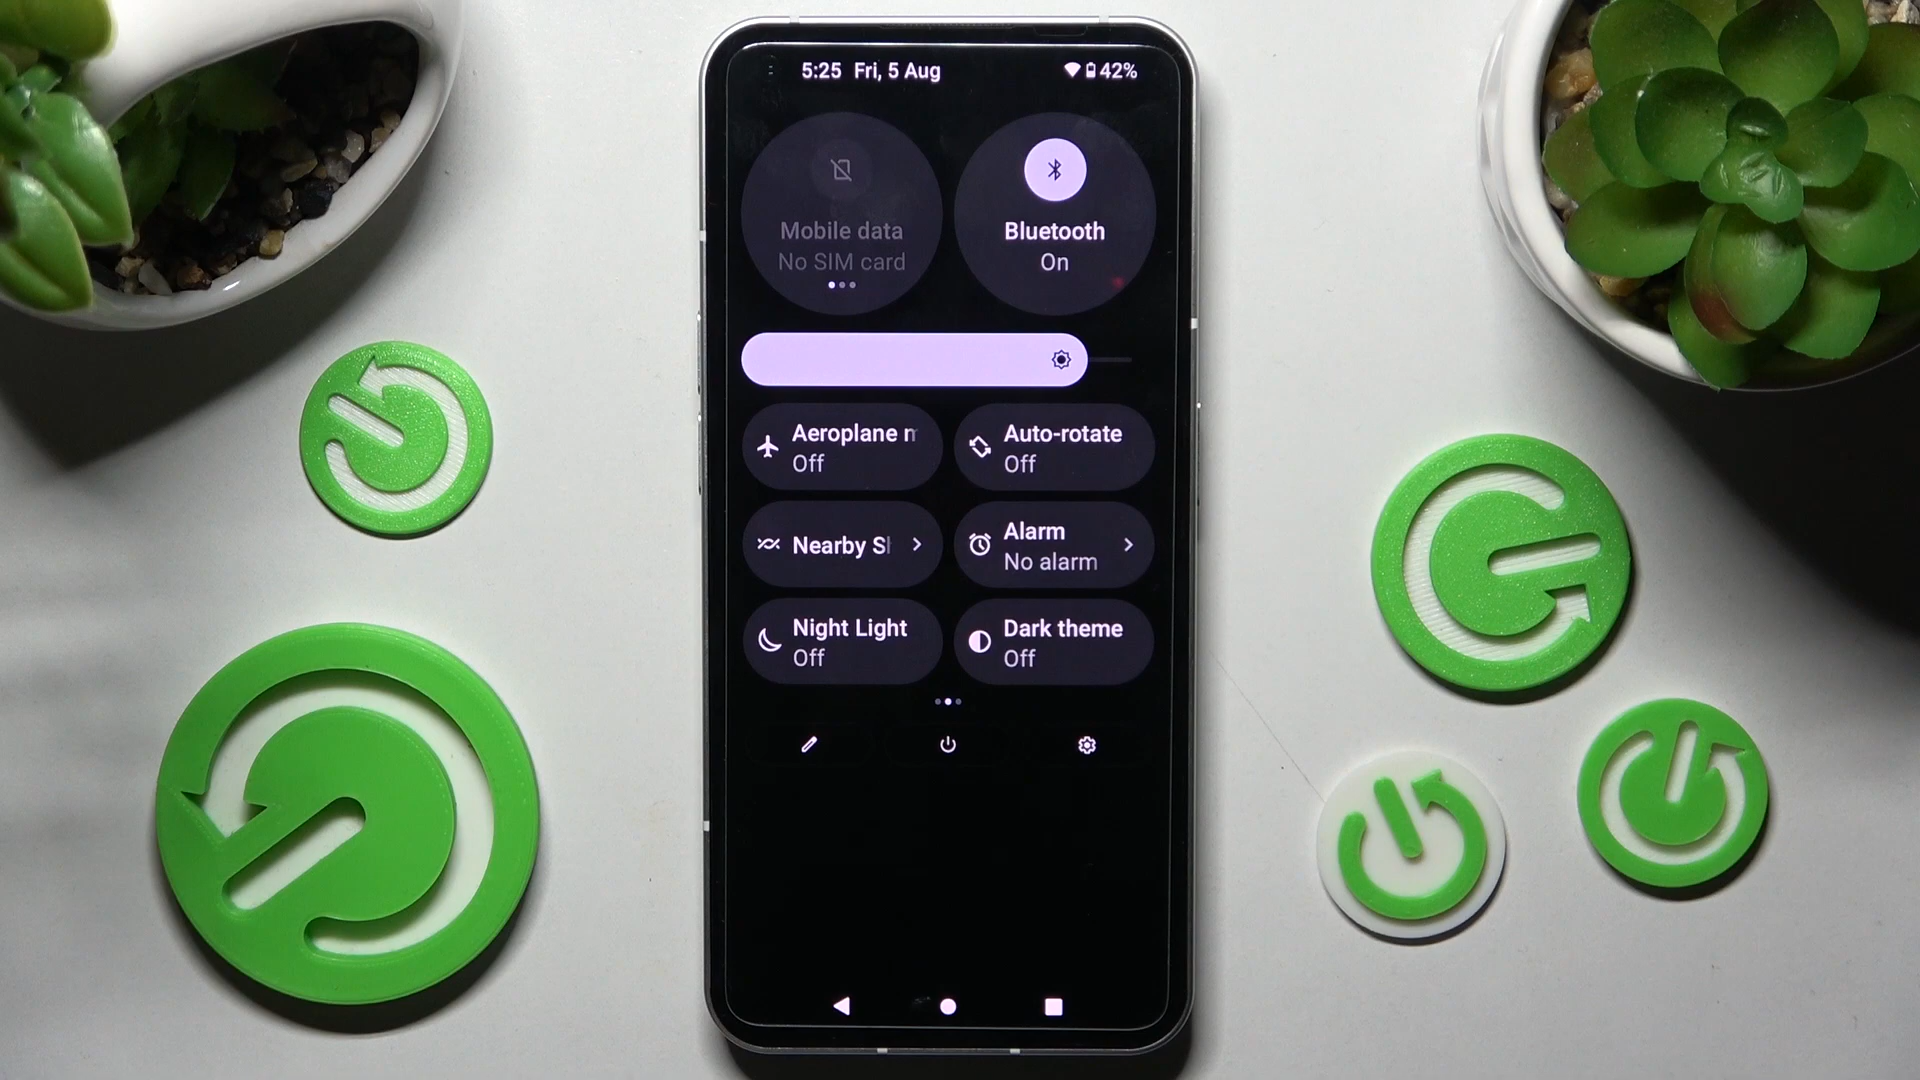 5:25 Fri, 5 Aug
42%
Mobile data
No SIM card
Bluetooth
On
Aeroplane m
Off
Auto-rotate
Off
Nearby Sh
Alarm
No alarm
Night Light
Off
Dark theme
Off